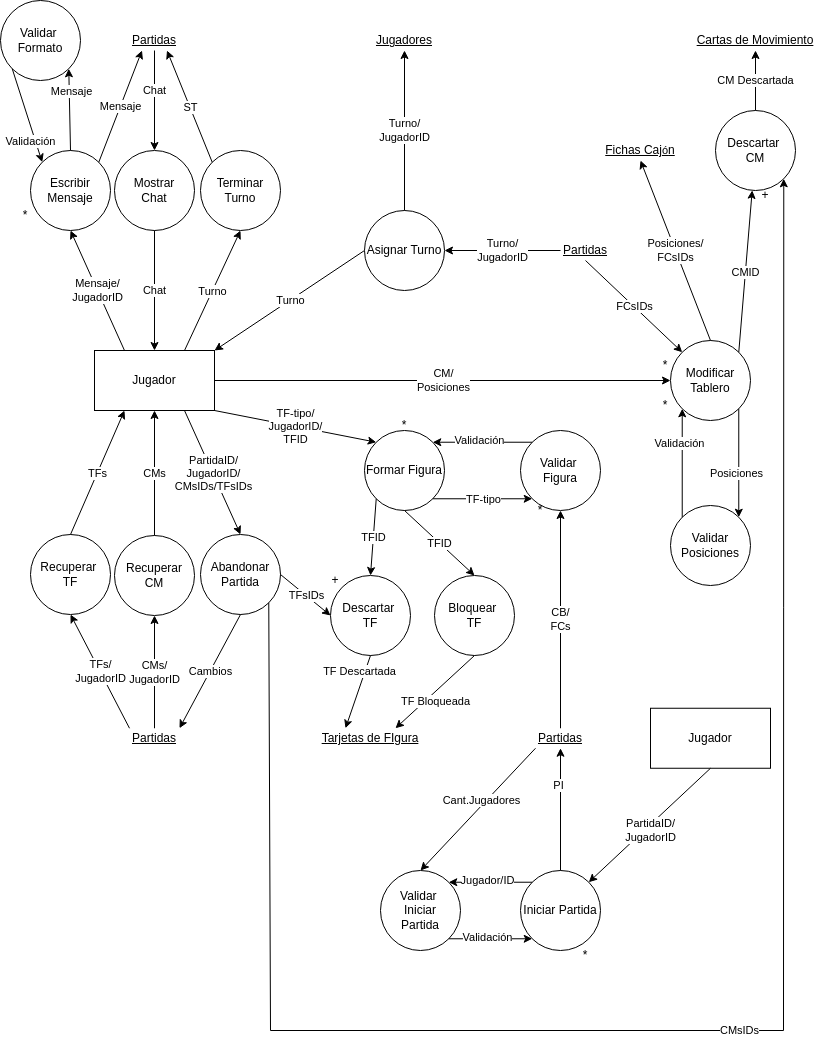 Validar
Formato
Partidas
Jugadores
Cartas de Movimiento
Mensaje
Chat
CM Descartada
Mensaje
ST
Turno/
JugadorID
Validación
Descartar
CM
Fichas Cajón
Escribir
Mensaje
*
Mostrar
Chat
Terminar
Turno
+
Asignar Turno
Turno/
JugadorID
Partidas
Posiciones/
FCsIDs
CMID
Mensaje/
JugadorID
Chat
Turno
Turno
FCsIDs
Jugador
CM/
Posiciones
*
Modificar
Tablero
*
TF-tipo/
JugadorID/
TFID
*
Validación
Validación
TFs
CMs
PartidaID/
JugadorID/
CMsIDs/TFsIDs
Formar Figura
Validar
Figura
Posiciones
TF-tipo
*
TFID
TFID
Validar
Posiciones
Recuperar
TF
Recuperar
CM
Abandonar
Partida
+
TFsIDs
Descartar
TF
Bloquear
TF
CB/
FCs
TFs/
JugadorID
CMs/
JugadorID
Cambios
TF Descartada
TF Bloqueada
Partidas
Tarjetas de FIgura
Partidas
Jugador
PI
Cant.Jugadores
PartidaID/
JugadorID
Jugador/ID
Validar
Iniciar
Partida
Iniciar Partida
Validación
*
CMsIDs